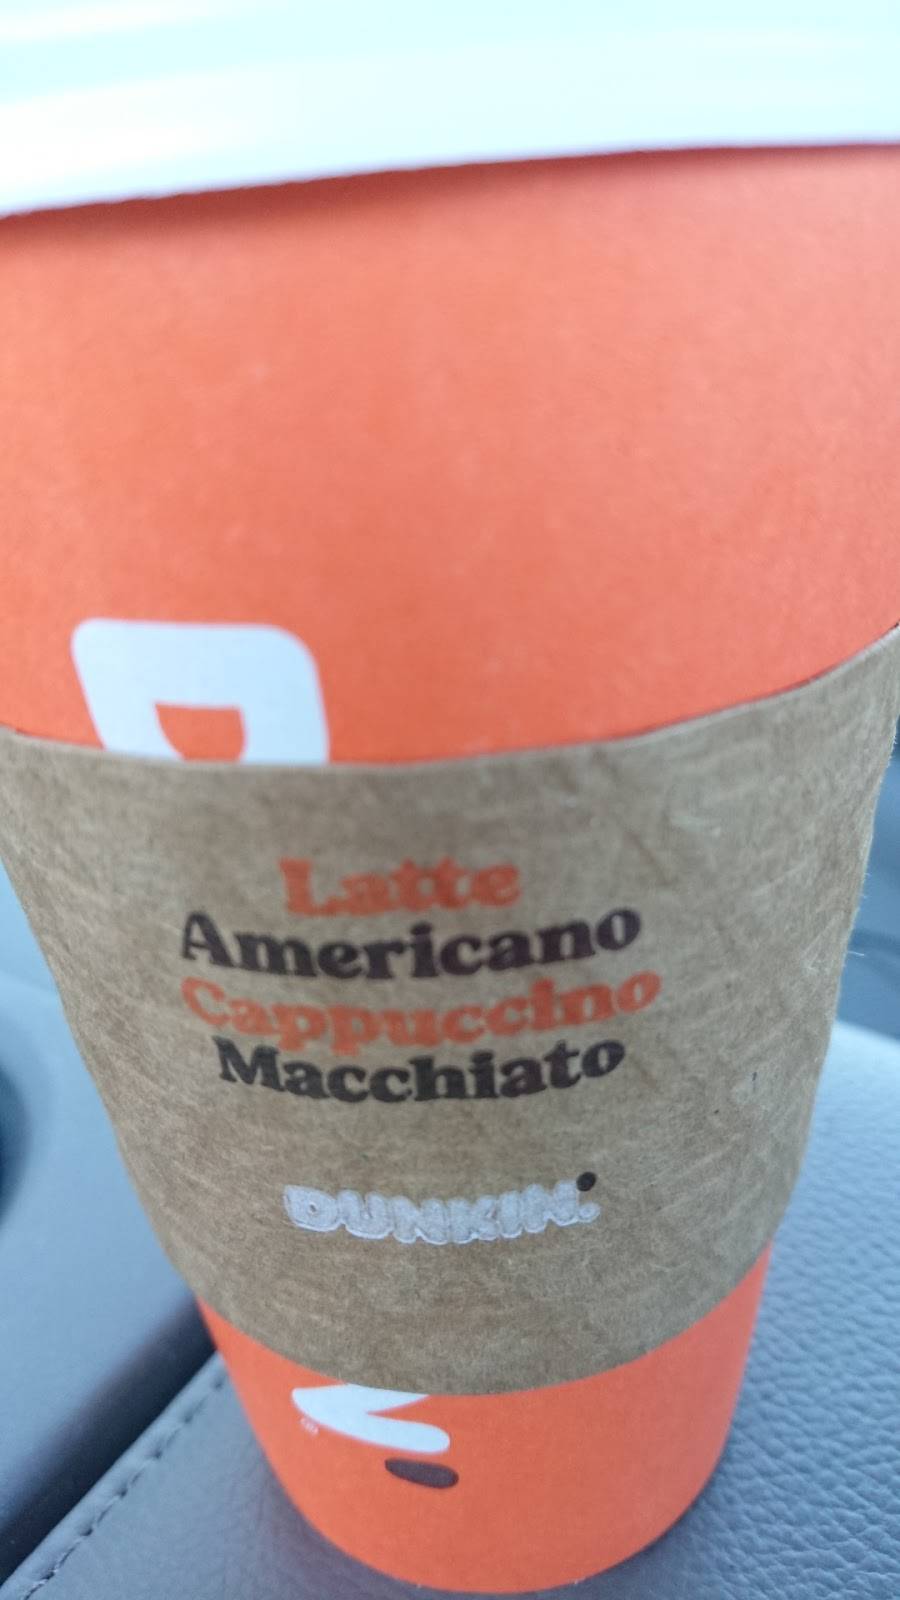 D
Latte
Americano
Cappuccino
Macchiato
DUNKIN'
N'